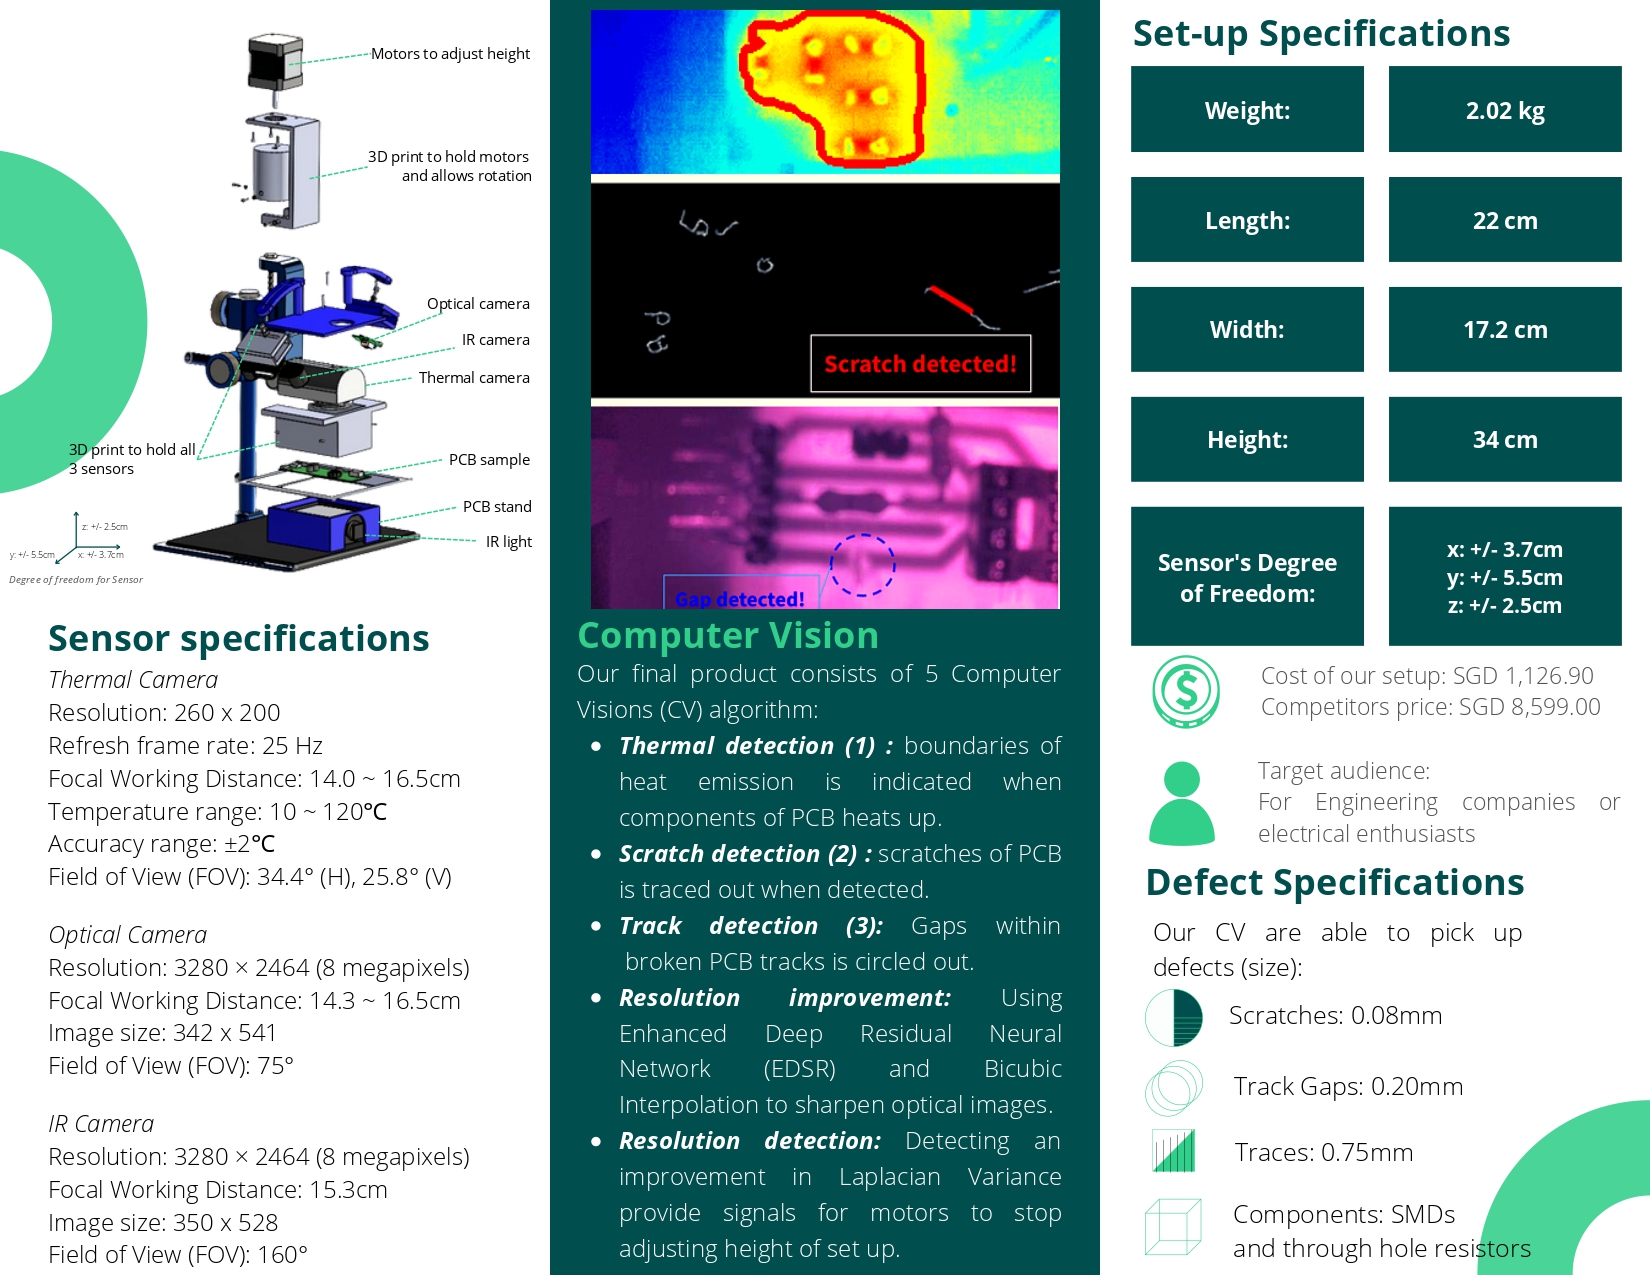 Motors to adjust height
3D print to hold motors
and allows rotation
Optical camera
IR camera
Thermal camera
3D print to hold all
3 sensors
PCB sample
PCB stand
IR light
z: +/- 2.5cm
y: +/- 5.5cm
x: +/- 3.7cm
Degree of freedom for Sensor
Sensor specifications
Thermal Camera
Resolution: 260 x 200
Refresh frame rate: 25 Hz
Focal Working Distance: 14.0 ~ 16.5cm
Temperature range: 10 ~ 120℃
Accuracy range: ±2℃
Field of View (FOV): 34.4° (H), 25.8° (V)
Optical Camera
Resolution: 3280 × 2464 (8 megapixels)
Focal Working Distance: 14.3 ~ 16.5cm
Image size: 342 x 541
Field of View (FOV): 75°
IR Camera
Resolution: 3280 × 2464 (8 megapixels)
Focal Working Distance: 15.3cm
Image size: 350 x 528
Field of View (FOV): 160°
Scratch detected!
Gap detected!
Computer Vision
Our final product consists of 5 Computer
Visions (CV) algorithm:
• Thermal detection (1) : boundaries of
heat emission is indicated when
components of PCB heats up.
• Scratch detection (2) : scratches of PCB
is traced out when detected.
• Track detection (3): Gaps within
broken PCB tracks is circled out.
• Resolution improvement: Using
Enhanced Deep Residual Neural
Network (EDSR) and Bicubic
Interpolation to sharpen optical images.
• Resolution detection: Detecting an
improvement in Laplacian Variance
provide signals for motors to stop
adjusting height of set up.
Set-up Specifications
Weight: 2.02 kg
Length: 22 cm
Width: 17.2 cm
Height: 34 cm
Sensor's Degree
of Freedom:
x: +/- 3.7cm
y: +/- 5.5cm
z: +/- 2.5cm
$
Cost of our setup: SGD 1,126.90
Competitors price: SGD 8,599.00
Target audience:
For Engineering companies or
electrical enthusiasts
Defect Specifications
Our CV are able to pick up
defects (size):
Scratches: 0.08mm
Track Gaps: 0.20mm
Traces: 0.75mm
Components: SMDs
and through hole resistors